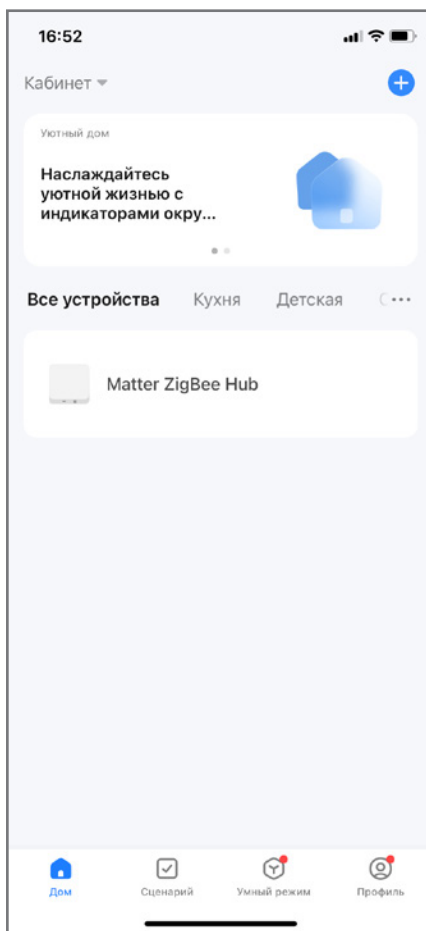 16:52
Кабинет
Уютный дом
Наслаждайтесь
уютной жизнью с
индикаторами окру...
Все устройства Кухня Детская
Matter ZigBee Hub
Дом Сценарий Умный режим Профиль